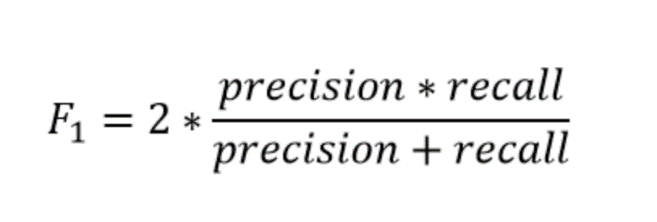 F₁ = 2 * precision * recall / precision + recall